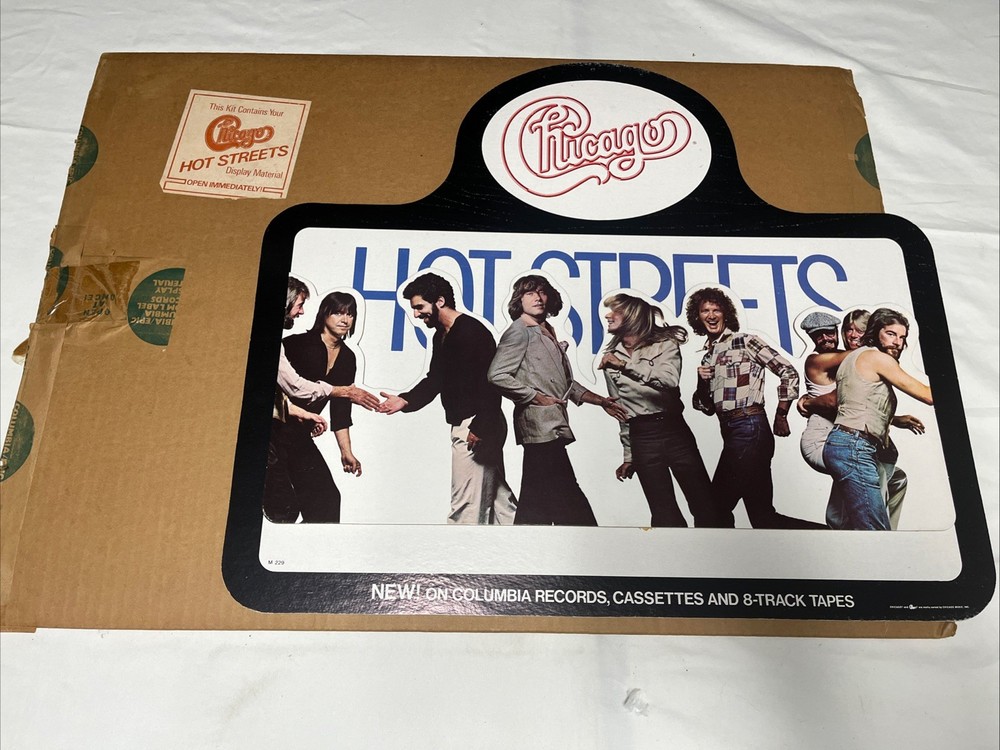 This Kit Contains Your
Chicago
HOT STREETS
Display Material
OPEN IMMEDIATELY!
Chicago
HOT STREETS
M 229
NEW! ON COLUMBIA RECORDS, CASSETTES AND 8-TRACK TAPES